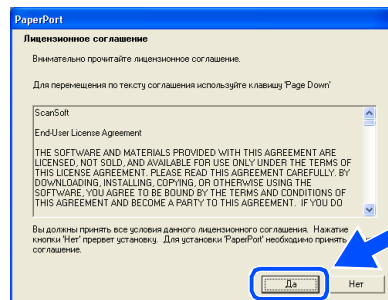 PaperPort
Лицензионное соглашение
Внимательно прочитайте лицензионное соглашение.
Для перемещения по тексту соглашения используйте клавишу 'Page Down'
ScanSoft
End-User License Agreement
THE SOFTWARE AND MATERIALS PROVIDED WITH THIS AGREEMENT ARE
LICENSED, NOT SOLD, AND AVAILABLE FOR USE ONLY UNDER THE TERMS OF
THIS LICENSE AGREEMENT. PLEASE READ THIS AGREEMENT CAREFULLY. BY
DOWNLOADING, INSTALLING, COPYING, OR OTHERWISE USING THE
SOFTWARE, YOU AGREE TO BE BOUND BY THE TERMS AND CONDITIONS OF
THIS AGREEMENT AND BECOME A PARTY TO THIS AGREEMENT. IF YOU DO
Вы должны принять все условия данного лицензионного соглашения. Нажатие
кнопки 'Нет' прервет установку. Для установки 'PaperPort' необходимо принять
соглашение.
Да
Нет